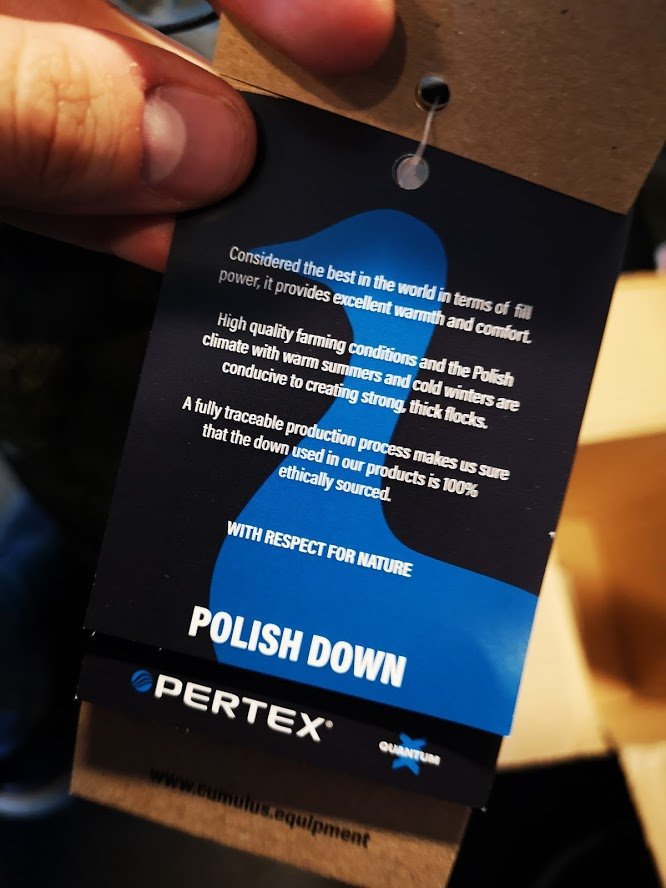 Considered the best in the world in terms of fill
power, it provides excellent warmth and comfort.
High quality farming conditions and the Polish
climate with warm summers and cold winters are
conducive to creating strong, thick flocks.
A fully traceable production process makes us sure
that the down used in our products is 100%
ethically sourced.
WITH RESPECT FOR NATURE
POLISH DOWN
PERTEX®
QUANTUM
www.cumulus.equipment